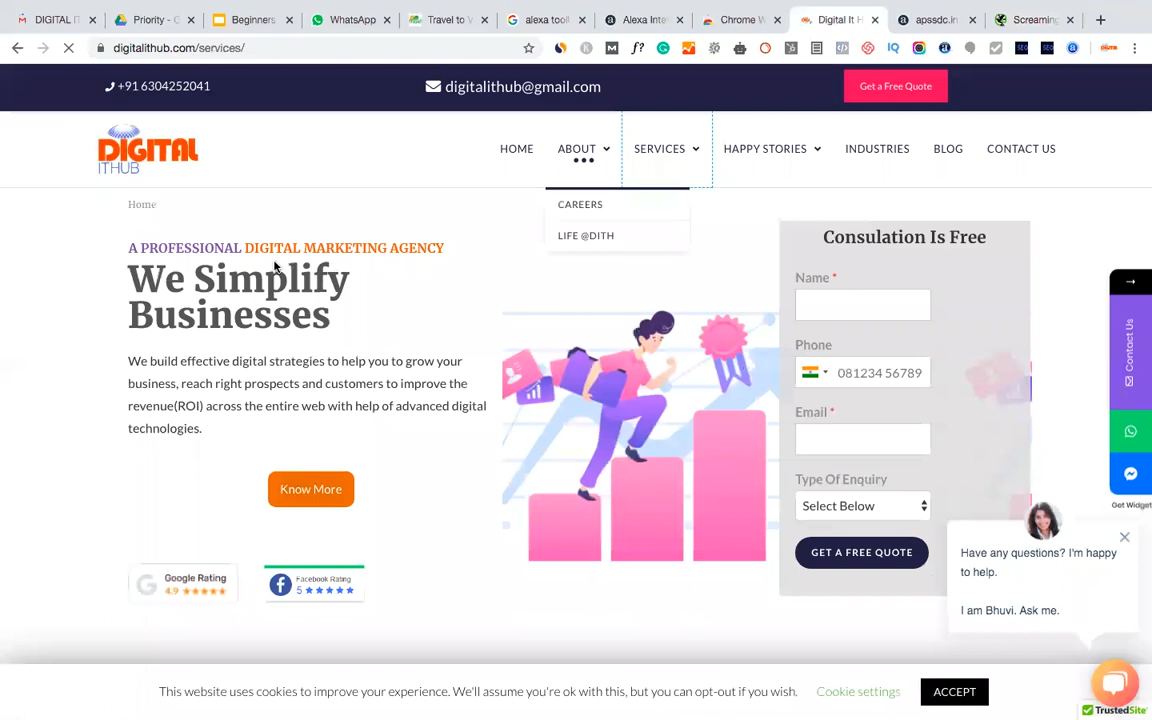 DIGITAL IT
Priority - G
Beginners
WhatsApp
Travel to V
alexa tool
Alexa Inte
Chrome W
Digital It H
apssdc.in
Screaming
digitalithub.com/services/
+91 6304252041
digitalithub@gmail.com
Get a Free Quote
DIGITAL
ITHUB
HOME
ABOUT
SERVICES
HAPPY STORIES
INDUSTRIES
BLOG
CONTACT US
CAREERS
LIFE @DITH
Home
A PROFESSIONAL DIGITAL MARKETING AGENCY
We Simplify
Businesses
We build effective digital strategies to help you to grow your
business, reach right prospects and customers to improve the
revenue(ROI) across the entire web with help of advanced digital
technologies.
Know More
Google Rating
4.9
Facebook Rating
5
Consulation Is Free
Name *
Phone
081234 56789
Email *
Type Of Enquiry
Select Below
GET A FREE QUOTE
Contact Us
Get Widget
Have any questions? I'm happy
to help.
I am Bhuvi. Ask me.
This website uses cookies to improve your experience. We'll assume you're ok with this, but you can opt-out if you wish.
Cookie settings
ACCEPT
TrustedSite